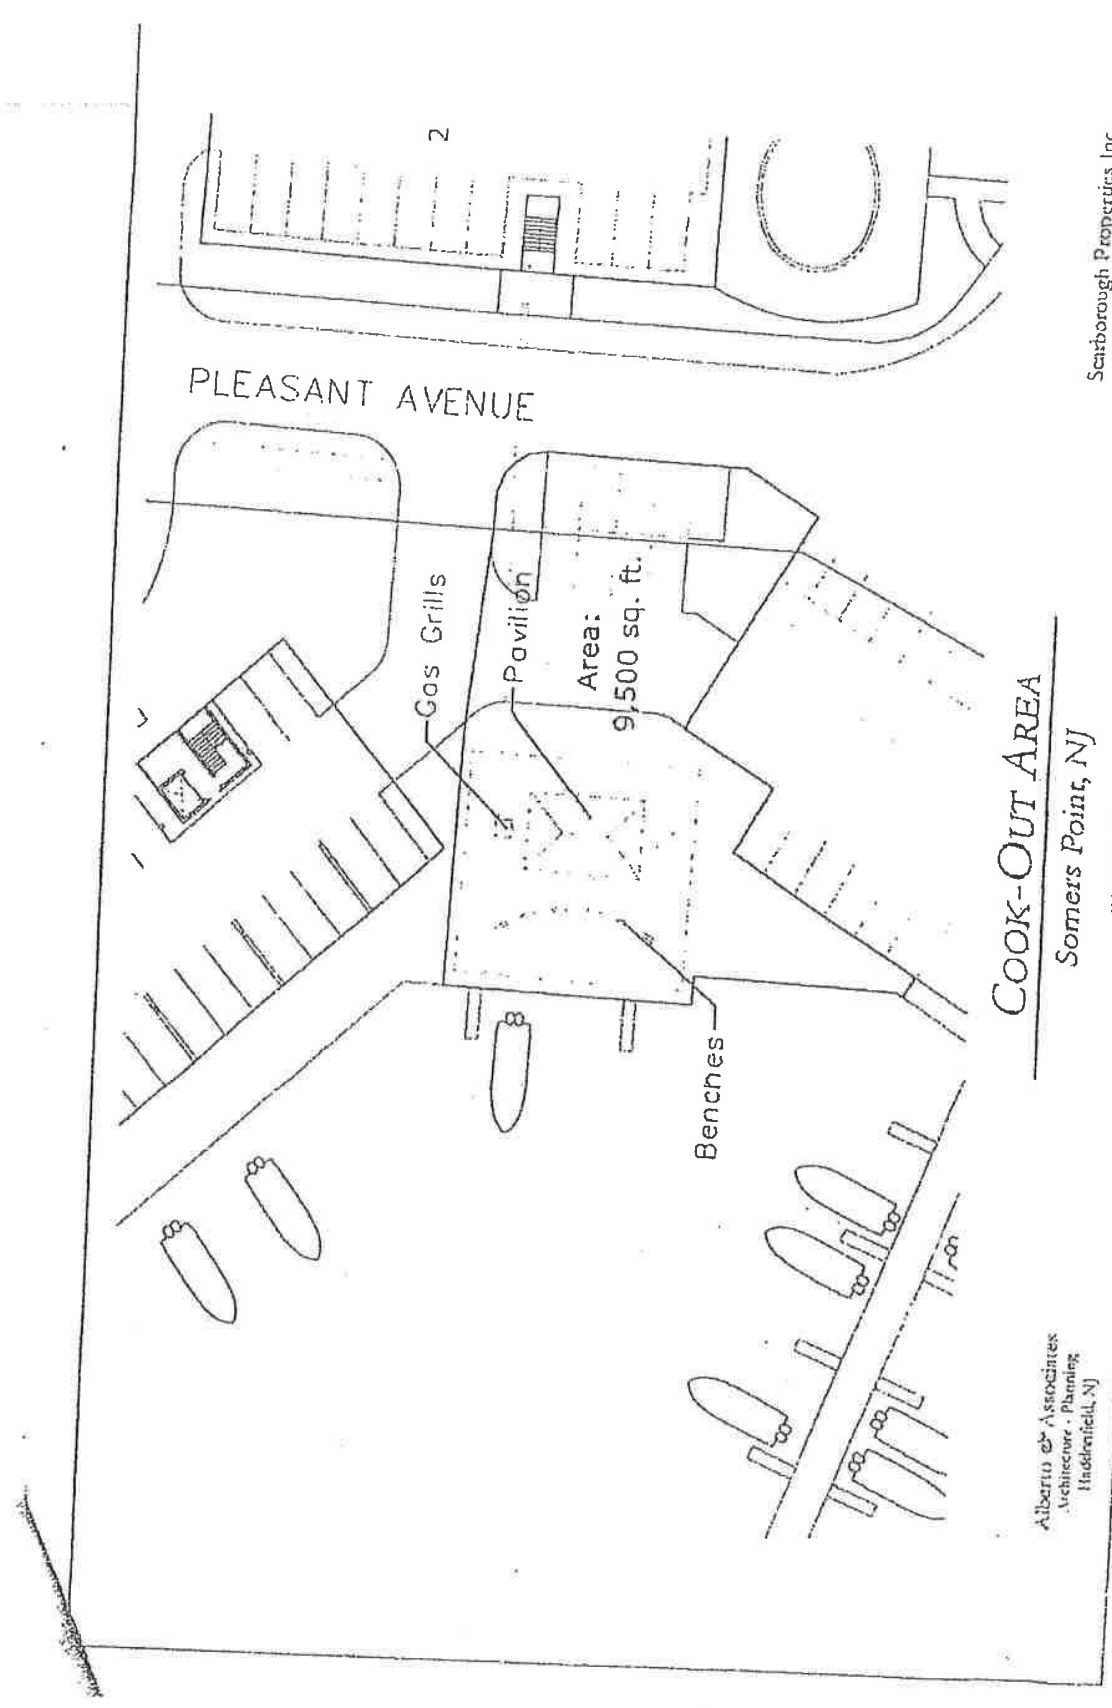 PLEASANT AVENUE
2
Gas Grills
Pavilion
Area:
9,500 sq. ft.
Benches
COOK-OUT AREA
Somers Point, NJ
Alberto & Associates
Architecture - Planning
Haddonfield, NJ
Scarborough Properties Inc